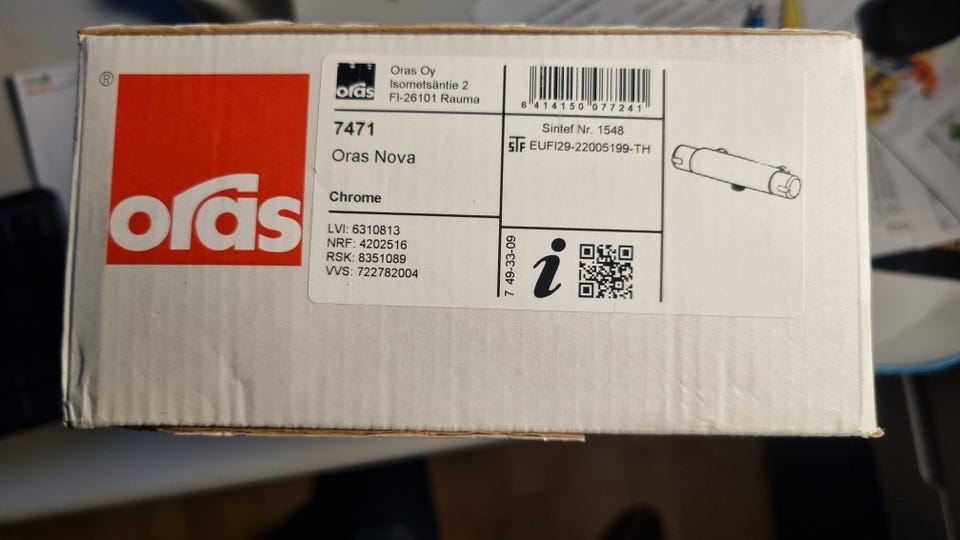 ®
oras
oras
Oras Oy
Isometsäntie 2
FI-26101 Rauma
7471
Oras Nova
Chrome
LVI: 6310813
NRF: 4202516
RSK: 8351089
VVS: 722782004
6 414150 077241
Sintef Nr. 1548
STF EUFI29-22005199-TH
7 49-33-09
i